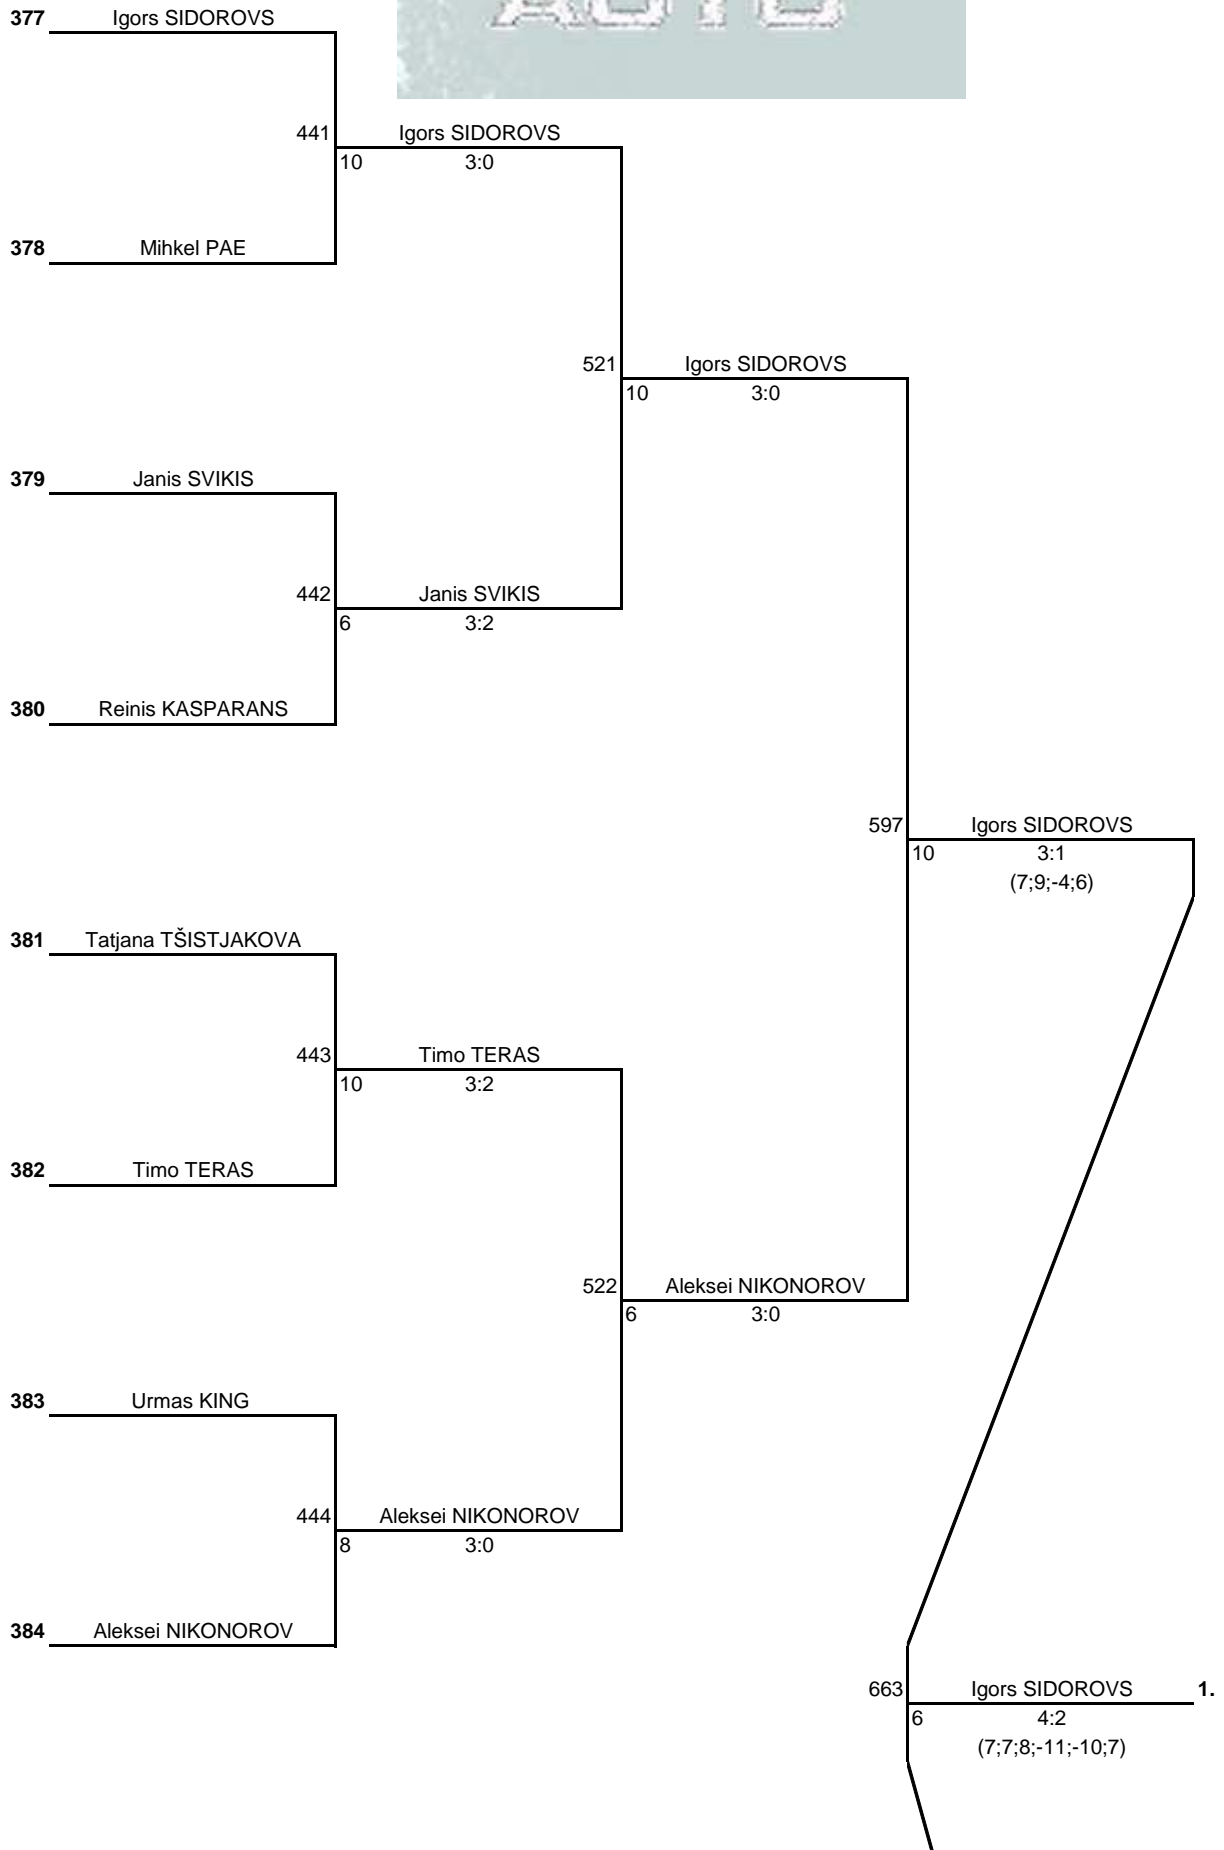 AUTO
377 Igors SIDOROVS
441 Igors SIDOROVS
10 3:0
378 Mihkel PAE
521 Igors SIDOROVS
10 3:0
379 Janis SVIKIS
442 Janis SVIKIS
6 3:2
380 Reinis KASPARANS
597 Igors SIDOROVS
10 3:1
(7;9;-4;6)
381 Tatjana TŠISTJAKOVA
443 Timo TERAS
10 3:2
382 Timo TERAS
522 Aleksei NIKONOROV
6 3:0
383 Urmas KING
444 Aleksei NIKONOROV
8 3:0
384 Aleksei NIKONOROV
663 Igors SIDOROVS 1.
6 4:2
(7;7;8;-11;-10;7)